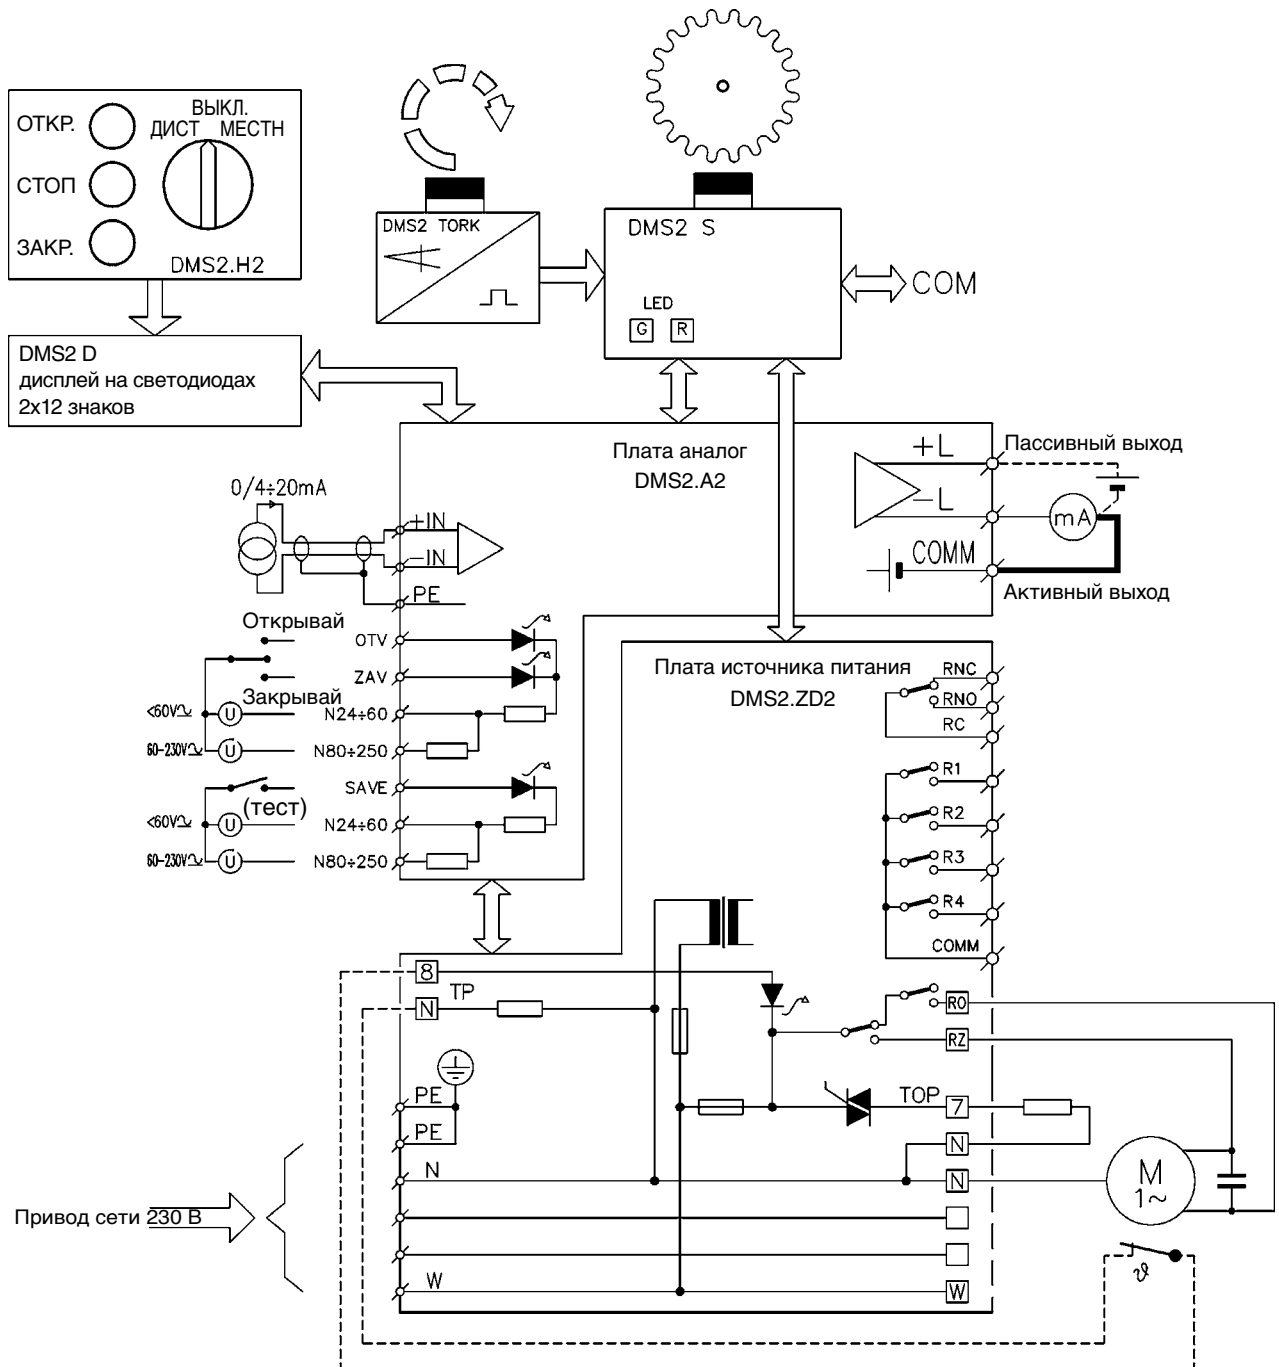 ОТКР.
СТОП
ЗАКР.
ВЫКЛ.
ДИСТ
МЕСТН
DMS2.H2
DMS2 D
дисплей на светодиодах
2x12 знаков
DMS2 TORK
DMS2 S
LED
G
R
COM
Плата аналог
DMS2.A2
+L
−L
COMM
Пассивный выход
mA
Активный выход
0/4÷20mA
+IN
−IN
PE
Открывай
OTV
ZAV
Закрывай
<60V
U
N24÷60
60-230V
U
N80÷250
SAVE
(тест)
<60V
U
N24÷60
60-230V
U
N80÷250
Плата источника питания
DMS2.ZD2
RNC
RNO
RC
R1
R2
R3
R4
COMM
8
N
TP
RO
RZ
PE
PE
TOP
7
N
N
N
M
1~
Привод сети 230 В
W
W
ϑ